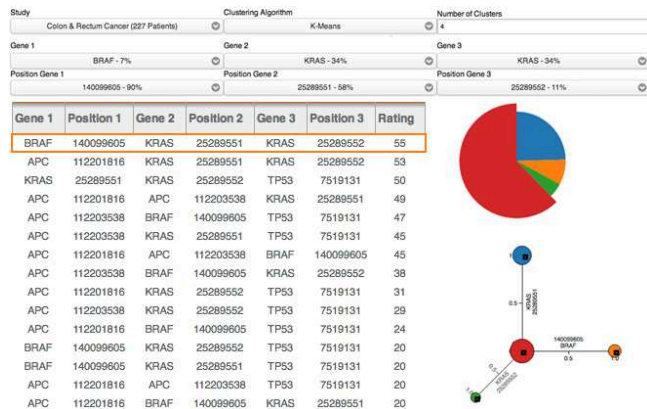 Study Clustering Algorithm Number of Clusters
Colon & Rectum Cancer (227 Patients) K-Means 4
Gene 1 Gene 2 Gene 3
BRAF - 7% KRAS - 34% KRAS - 34%
Position Gene 1 Position Gene 2 Position Gene 3
140099605 - 90% 25289551 - 58% 25289552 - 11%
Gene 1 Position 1 Gene 2 Position 2 Gene 3 Position 3 Rating
BRAF 140099605 KRAS 25289551 KRAS 25289552 55
APC 112201816 KRAS 25289551 KRAS 25289552 53
KRAS 25289551 KRAS 25289552 TP53 7519131 50
APC 112201816 APC 112203538 KRAS 25289551 49
APC 112203538 BRAF 140099605 TP53 7519131 47
APC 112203538 KRAS 25289551 TP53 7519131 45
APC 112201816 APC 112203538 BRAF 140099605 45
APC 112203538 BRAF 140099605 KRAS 25289552 38
APC 112201816 KRAS 25289552 TP53 7519131 31
APC 112203538 KRAS 25289552 TP53 7519131 29
APC 112201816 BRAF 140099605 TP53 7519131 24
BRAF 140099605 KRAS 25289552 TP53 7519131 20
BRAF 140099605 KRAS 25289551 TP53 7519131 20
APC 112201816 APC 112203538 TP53 7519131 20
APC 112201816 BRAF 140099605 KRAS 25289551 20
0.5
KRAS
25289551
140099605
BRAF
0.5
1.0
0.5
KRAS
25289552
1.0